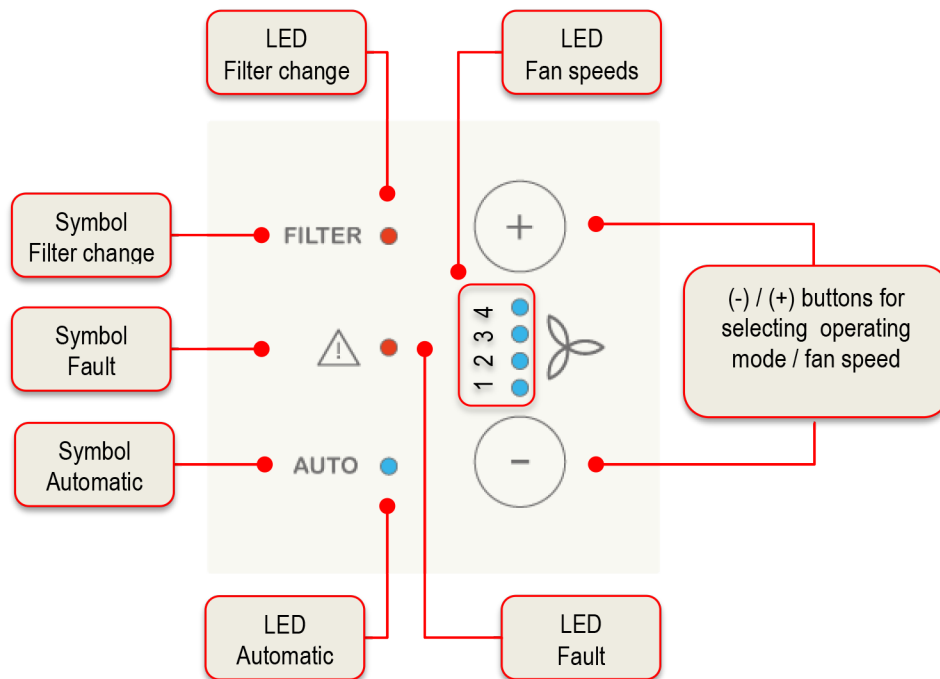 LED
Filter change
LED
Fan speeds
Symbol
Filter change
FILTER
+
(-) / (+) buttons for
selecting operating
mode / fan speed
Symbol
Fault
!
4
3
2
1
Symbol
Automatic
AUTO
-
LED
Automatic
LED
Fault